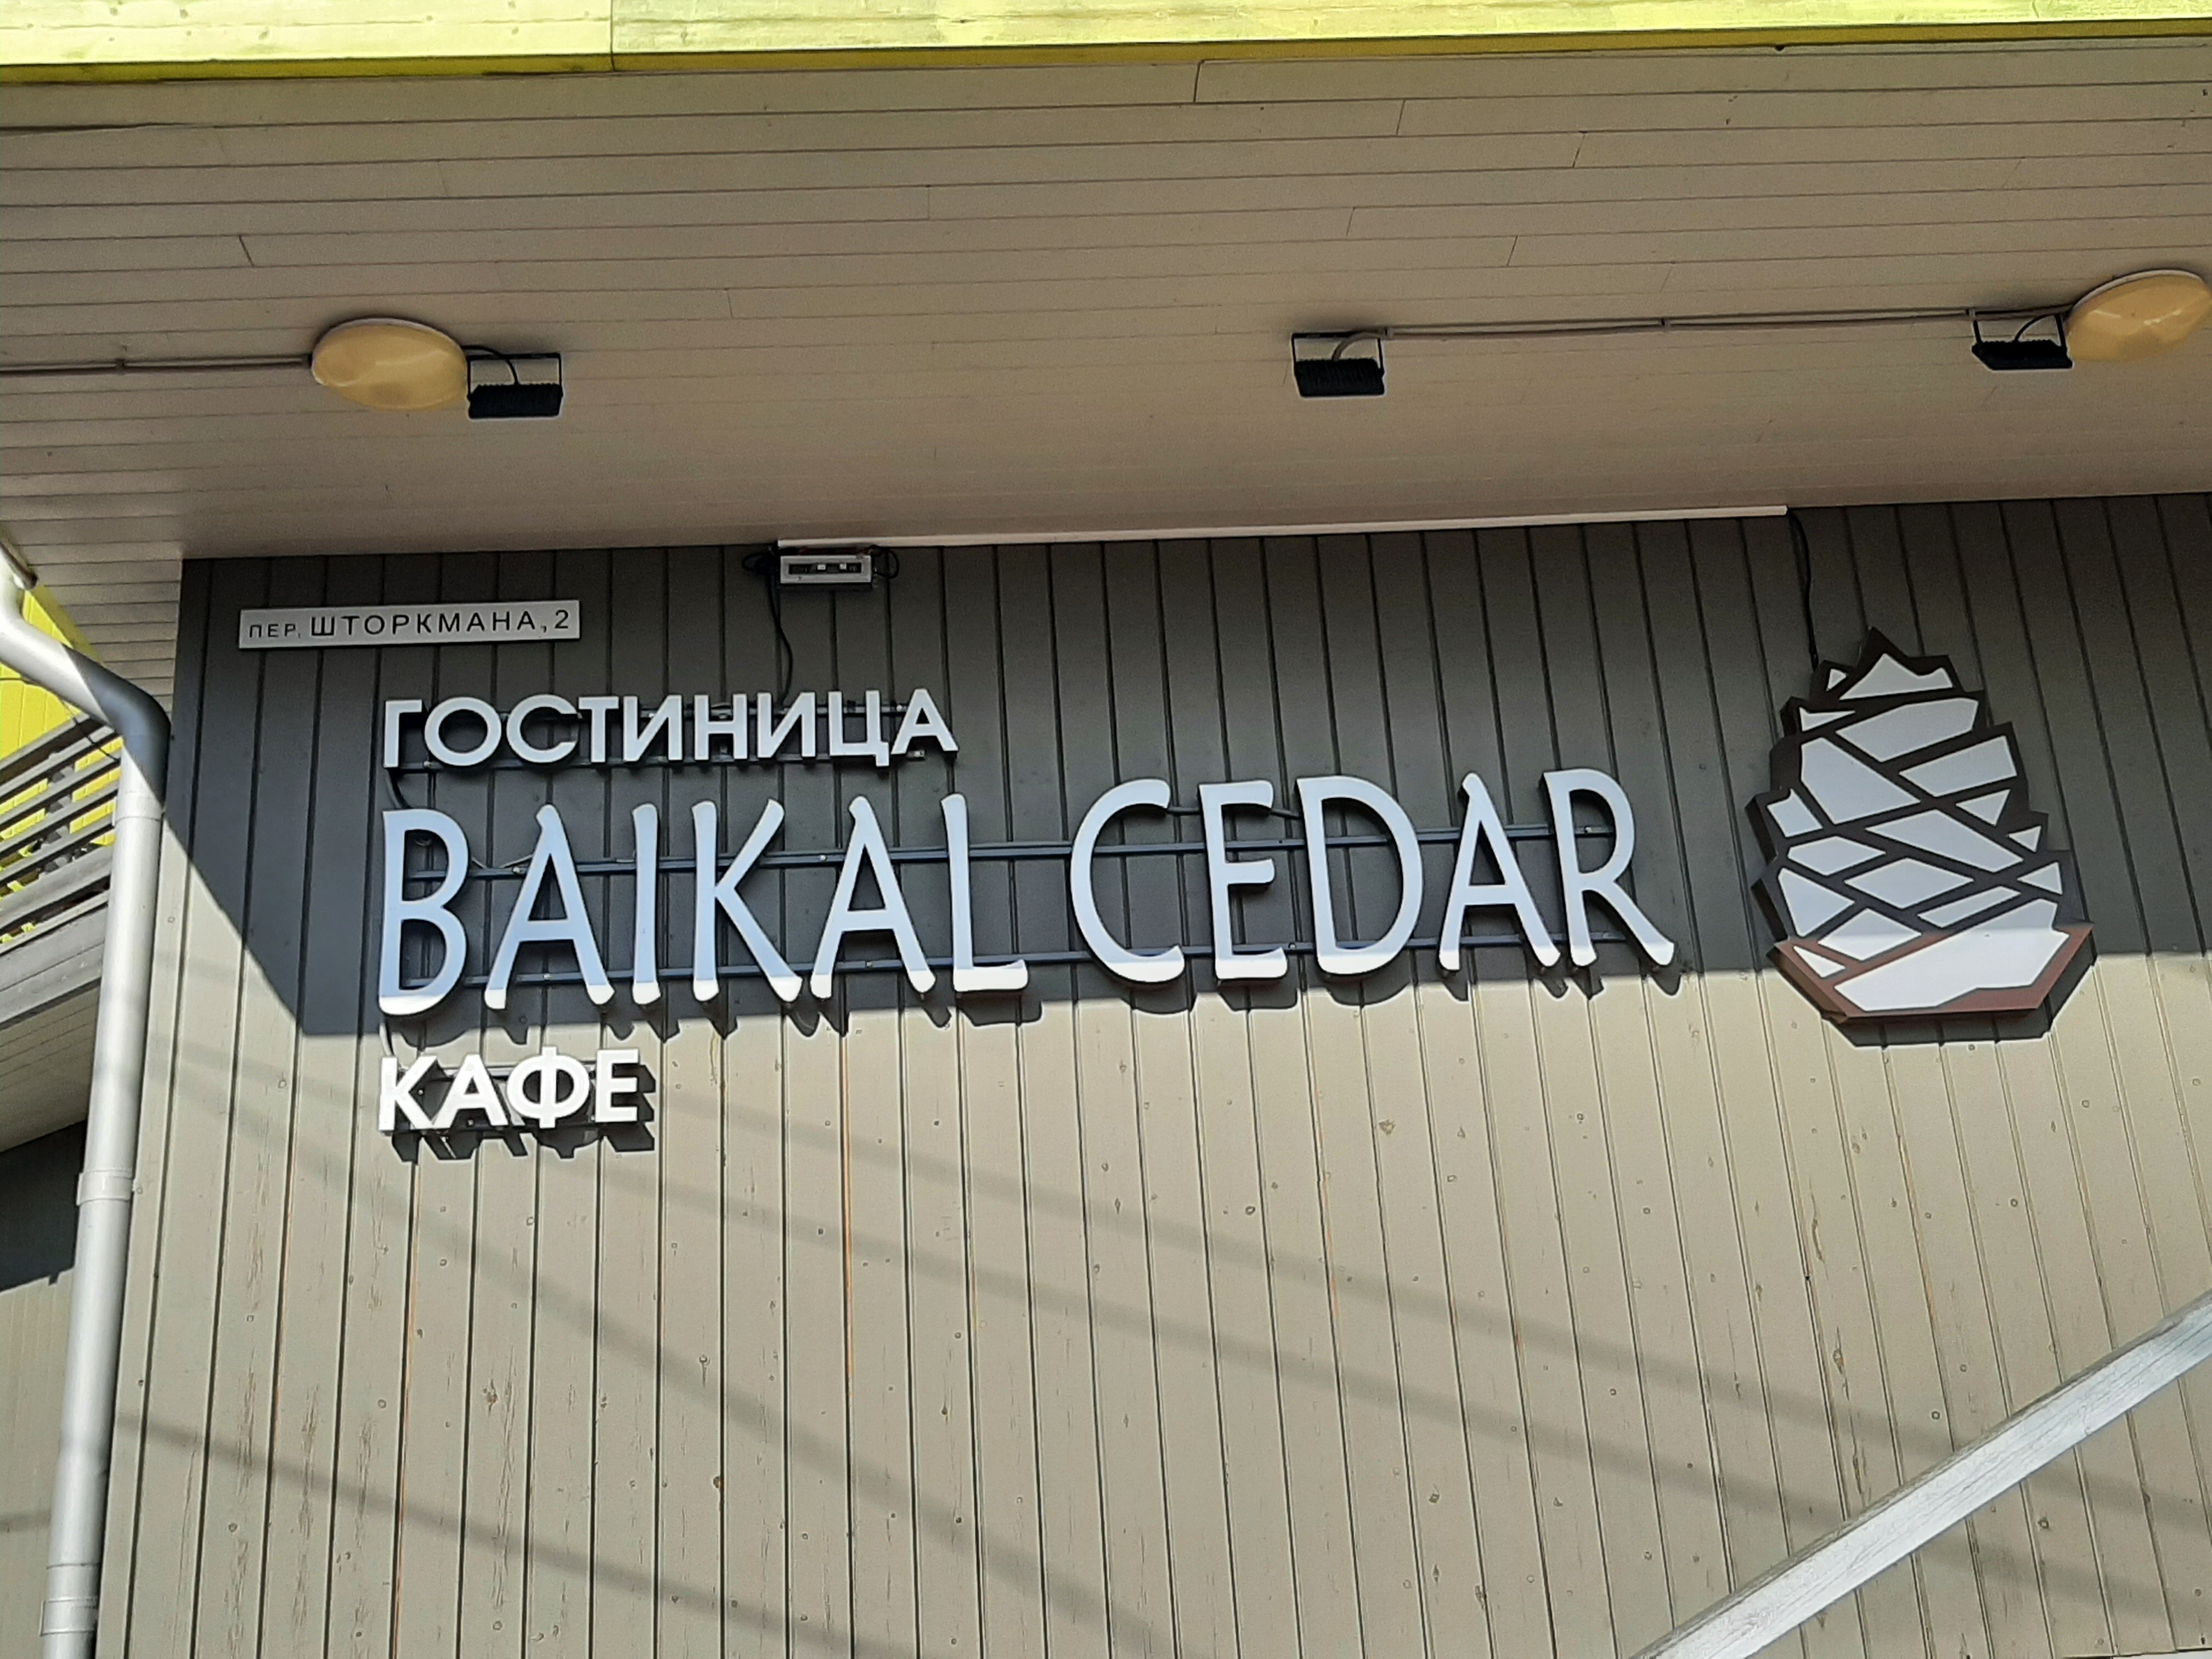 ПЕР. ШТОРКМАНА, 2
ГОСТИНИЦА
BAIKAL CEDAR
КАФЕ